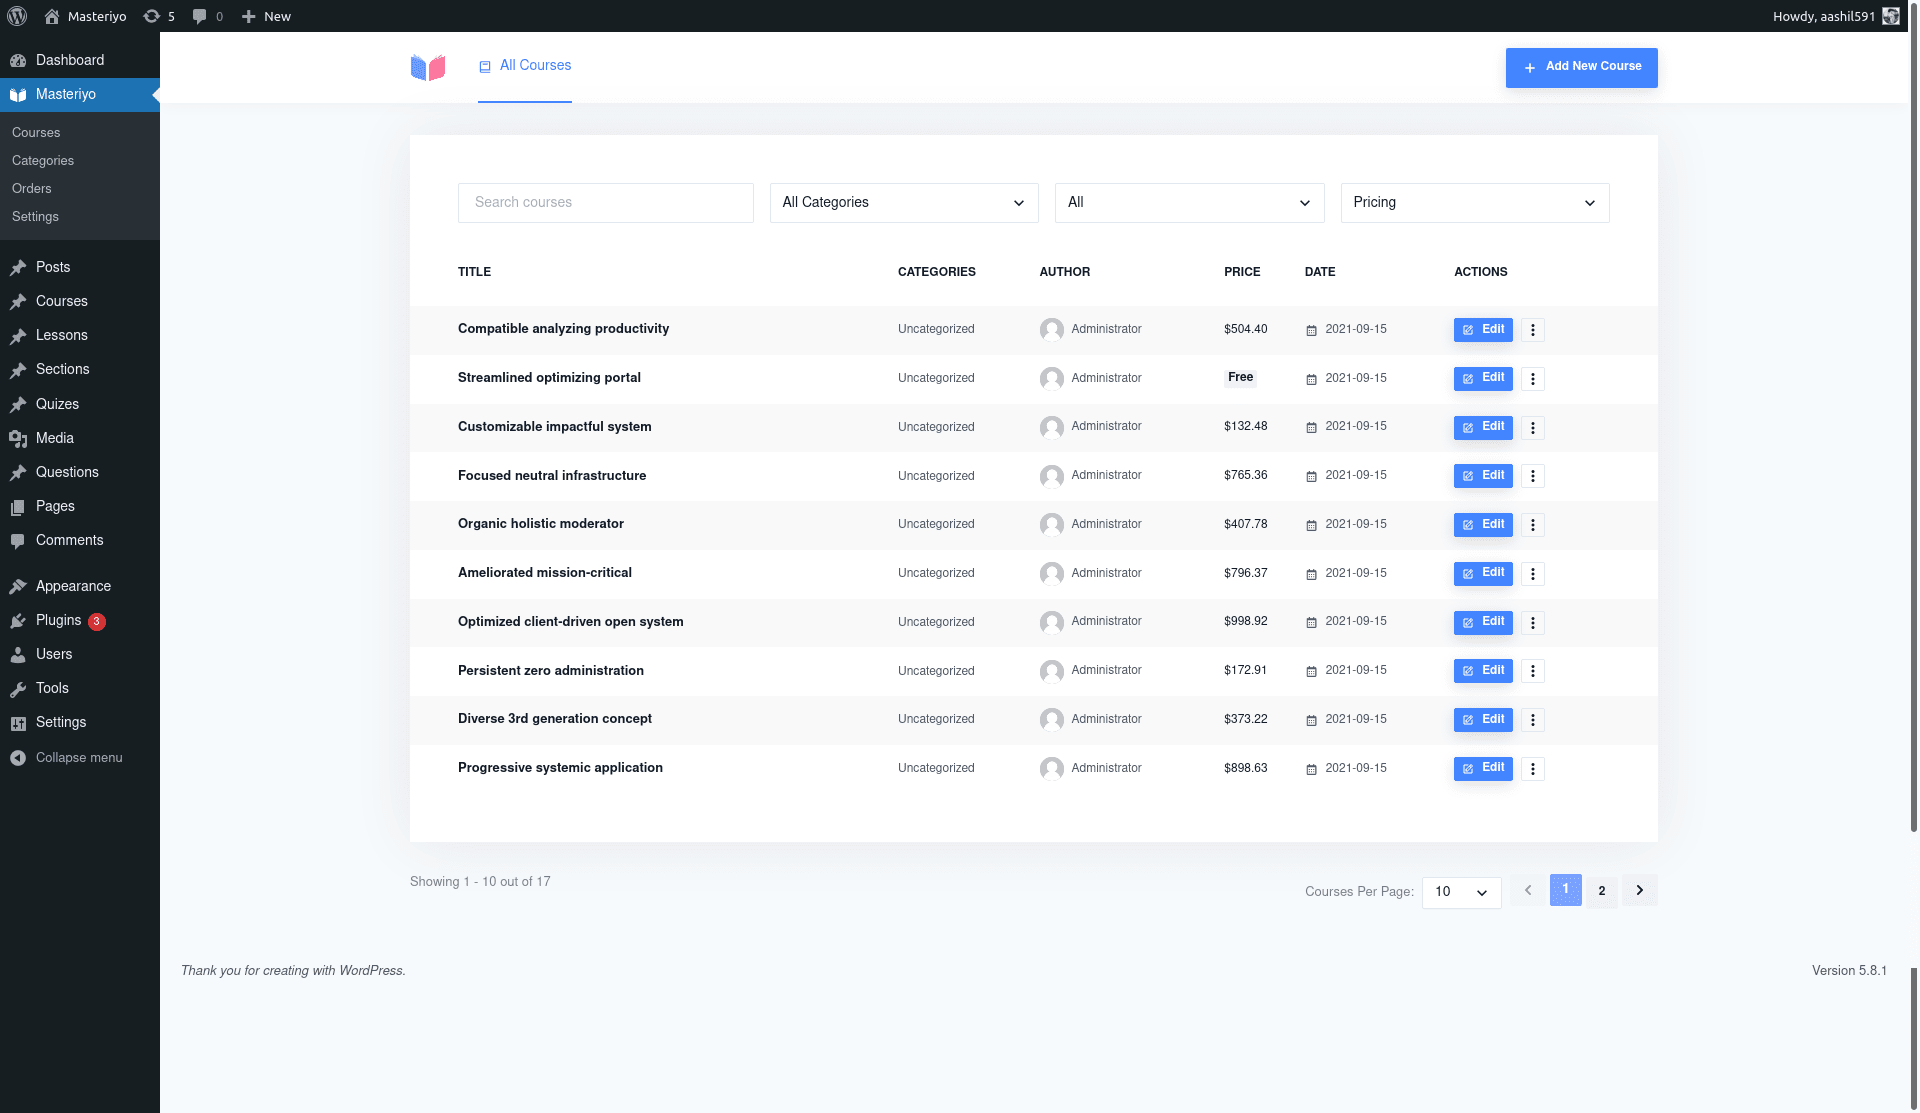 Masteriyo 5 0 New Howdy, aashil591
Dashboard
Masteriyo
Courses
Categories
Orders
Settings
Posts
Courses
Lessons
Sections
Quizes
Media
Questions
Pages
Comments
Appearance
Plugins 3
Users
Tools
Settings
Collapse menu
All Courses Add New Course
Search courses All Categories All Pricing
TITLE CATEGORIES AUTHOR PRICE DATE ACTIONS
Compatible analyzing productivity Uncategorized Administrator $504.40 2021-09-15 Edit
Streamlined optimizing portal Uncategorized Administrator Free 2021-09-15 Edit
Customizable impactful system Uncategorized Administrator $132.48 2021-09-15 Edit
Focused neutral infrastructure Uncategorized Administrator $765.36 2021-09-15 Edit
Organic holistic moderator Uncategorized Administrator $407.78 2021-09-15 Edit
Ameliorated mission-critical Uncategorized Administrator $796.37 2021-09-15 Edit
Optimized client-driven open system Uncategorized Administrator $998.92 2021-09-15 Edit
Persistent zero administration Uncategorized Administrator $172.91 2021-09-15 Edit
Diverse 3rd generation concept Uncategorized Administrator $373.22 2021-09-15 Edit
Progressive systemic application Uncategorized Administrator $898.63 2021-09-15 Edit
Showing 1 - 10 out of 17 Courses Per Page: 10 1 2
Thank you for creating with WordPress. Version 5.8.1